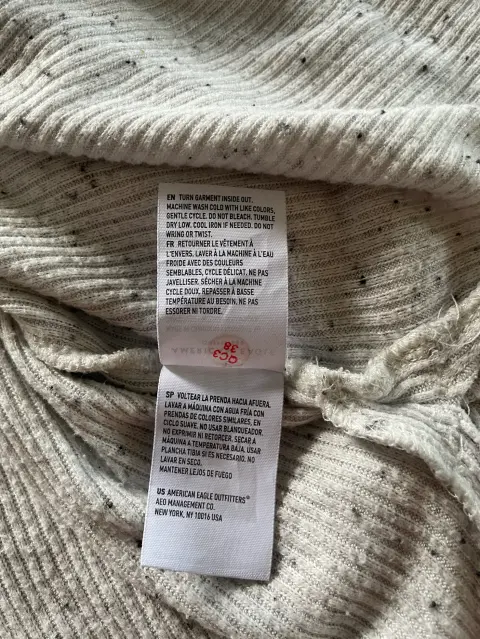 EN TURN GARMENT INSIDE OUT.
MACHINE WASH COLD WITH LIKE COLORS,
GENTLE CYCLE. DO NOT BLEACH. TUMBLE
DRY LOW. COOL IRON IF NEEDED. DO NOT
WRING OR TWIST.
FR RETOURNER LE VÊTEMENT À
L'ENVERS. LAVER À LA MACHINE À L'EAU
FROIDE AVEC DES COULEURS
SEMBLABLES, CYCLE DÉLICAT. NE PAS
JAVELLISER. SÉCHER À LA MACHINE
CYCLE DOUX. REPASSER À BASSE
TEMPÉRATURE AU BESOIN. NE PAS
ESSORER NI TORDRE.
QC3
38
SP VOLTEAR LA PRENDA HACIA AFUERA.
LAVAR A MÁQUINA CON AGUA FRÍA CON
PRENDAS DE COLORES SIMILARES, EN
CICLO SUAVE. NO USAR BLANQUEADOR.
NO EXPRIMIR NI RETORCER. SECAR A
MÁQUINA A TEMPERATURA BAJA. USAR
PLANCHA TIBIA SI ES NECESARIO. NO
LAVAR EN SECO.
MANTENER LEJOS DE FUEGO
US AMERICAN EAGLE OUTFITTERS®
AEO MANAGEMENT CO.
NEW YORK, NY 10016 USA